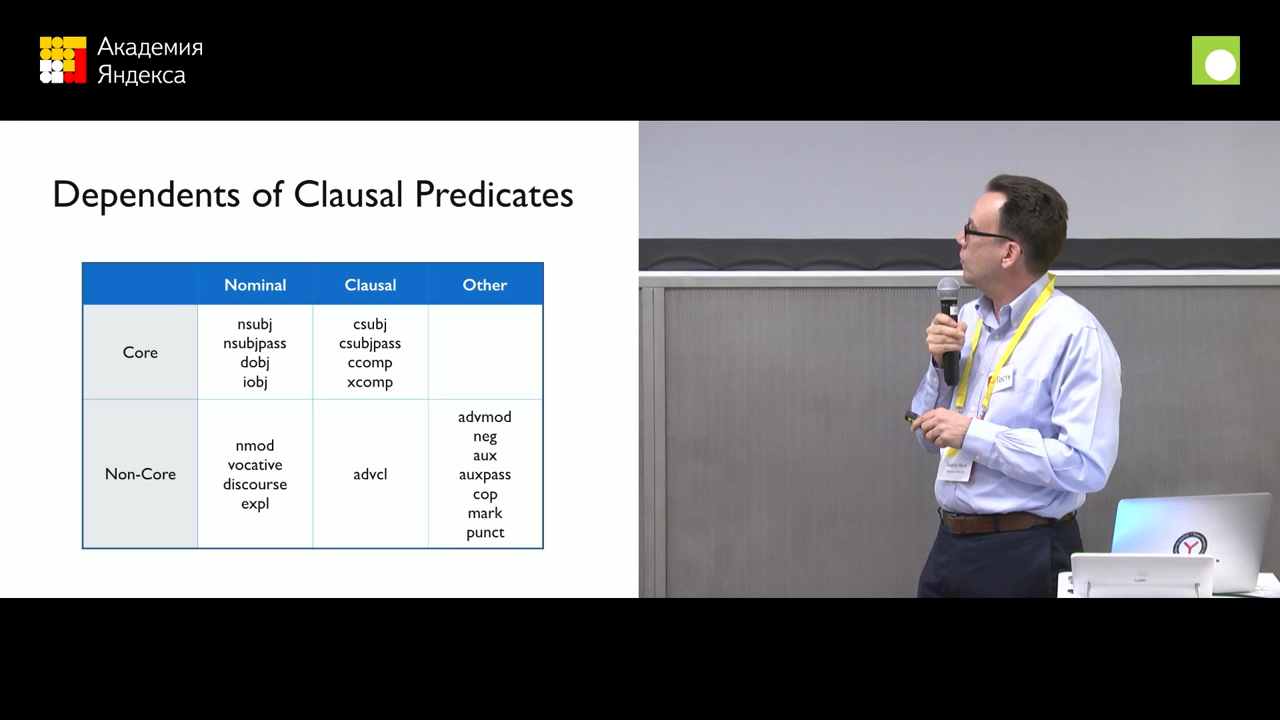 Академия
Яндекса
Dependents of Clausal Predicates
Nominal Clausal Other
Core
nsubj
nsubjpass
dobj
iobj
csubj
csubjpass
ccomp
xcomp
Non-Core
nmod
vocative
discourse
expl
advcl
advmod
neg
aux
auxpass
cop
mark
punct
Гость